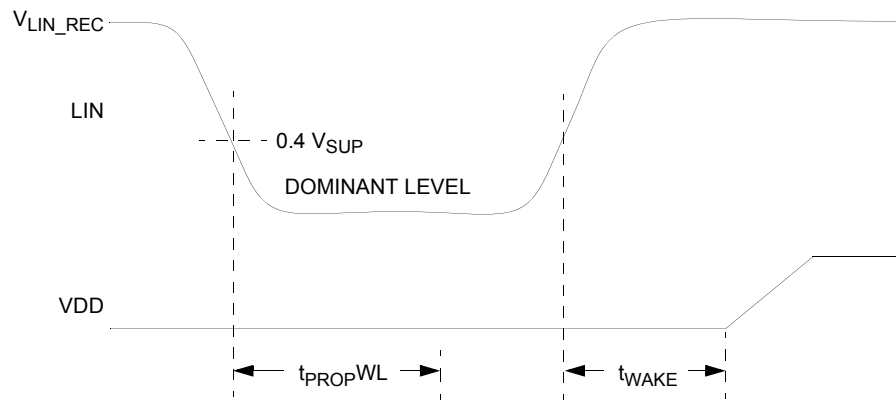 VLIN_REC
LIN
0.4 VSUP
DOMINANT LEVEL
VDD
tPROPWL
tWAKE